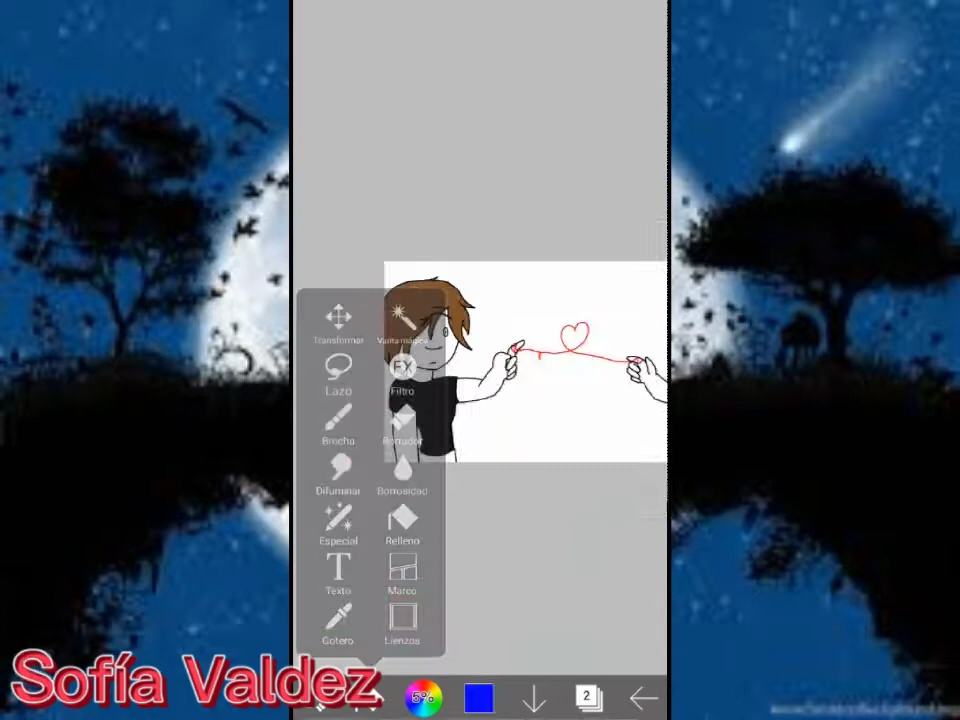 Transformar Varita mágica
Lazo Filtro
FX
Brocha Borrador
Difuminar Borrosidad
Especial Relleno
T
Texto Marco
Gotero Lienzos
5%
2
Sofía Valdez